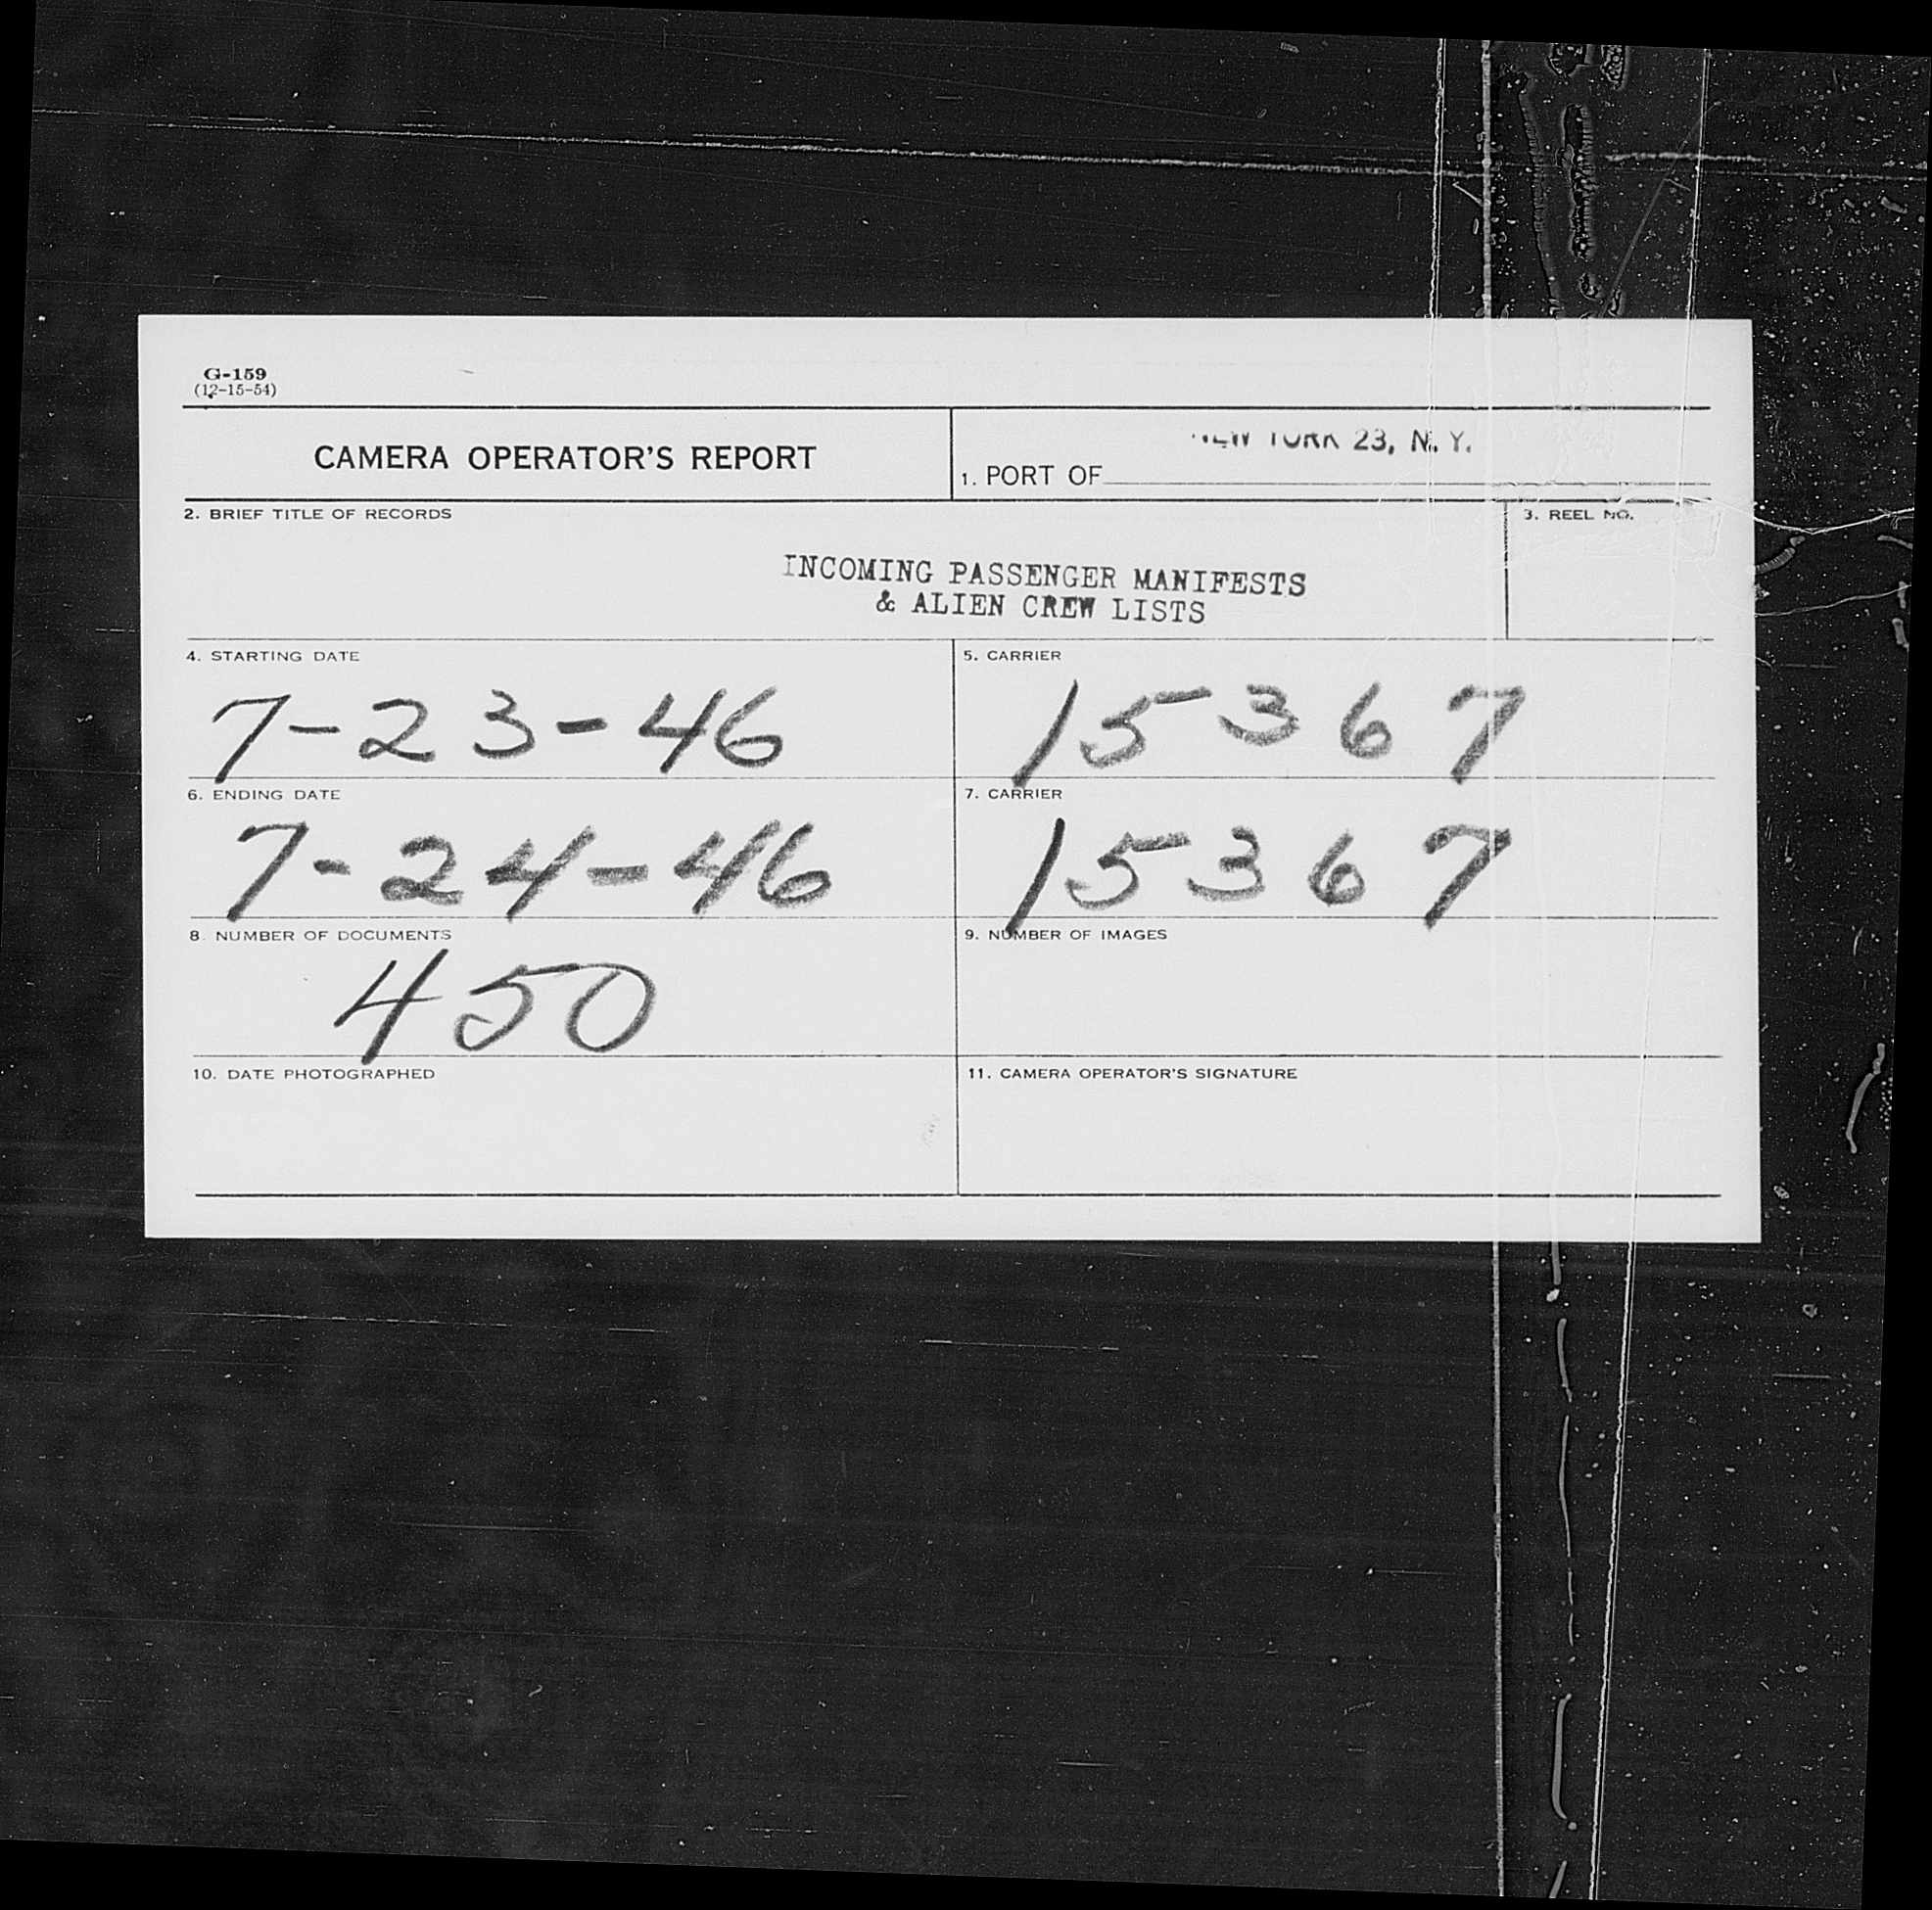 G-159
(12-15-54)
CAMERA OPERATOR'S REPORT
NEW YORK 23, N. Y.
1. PORT OF
2. BRIEF TITLE OF RECORDS
3. REEL NO.
INCOMING PASSENGER MANIFESTS
& ALIEN CREW LISTS
4. STARTING DATE
5. CARRIER
7-23-46
15367
6. ENDING DATE
7. CARRIER
7-24-46
15367
8. NUMBER OF DOCUMENTS
9. NUMBER OF IMAGES
450
10. DATE PHOTOGRAPHED
11. CAMERA OPERATOR'S SIGNATURE